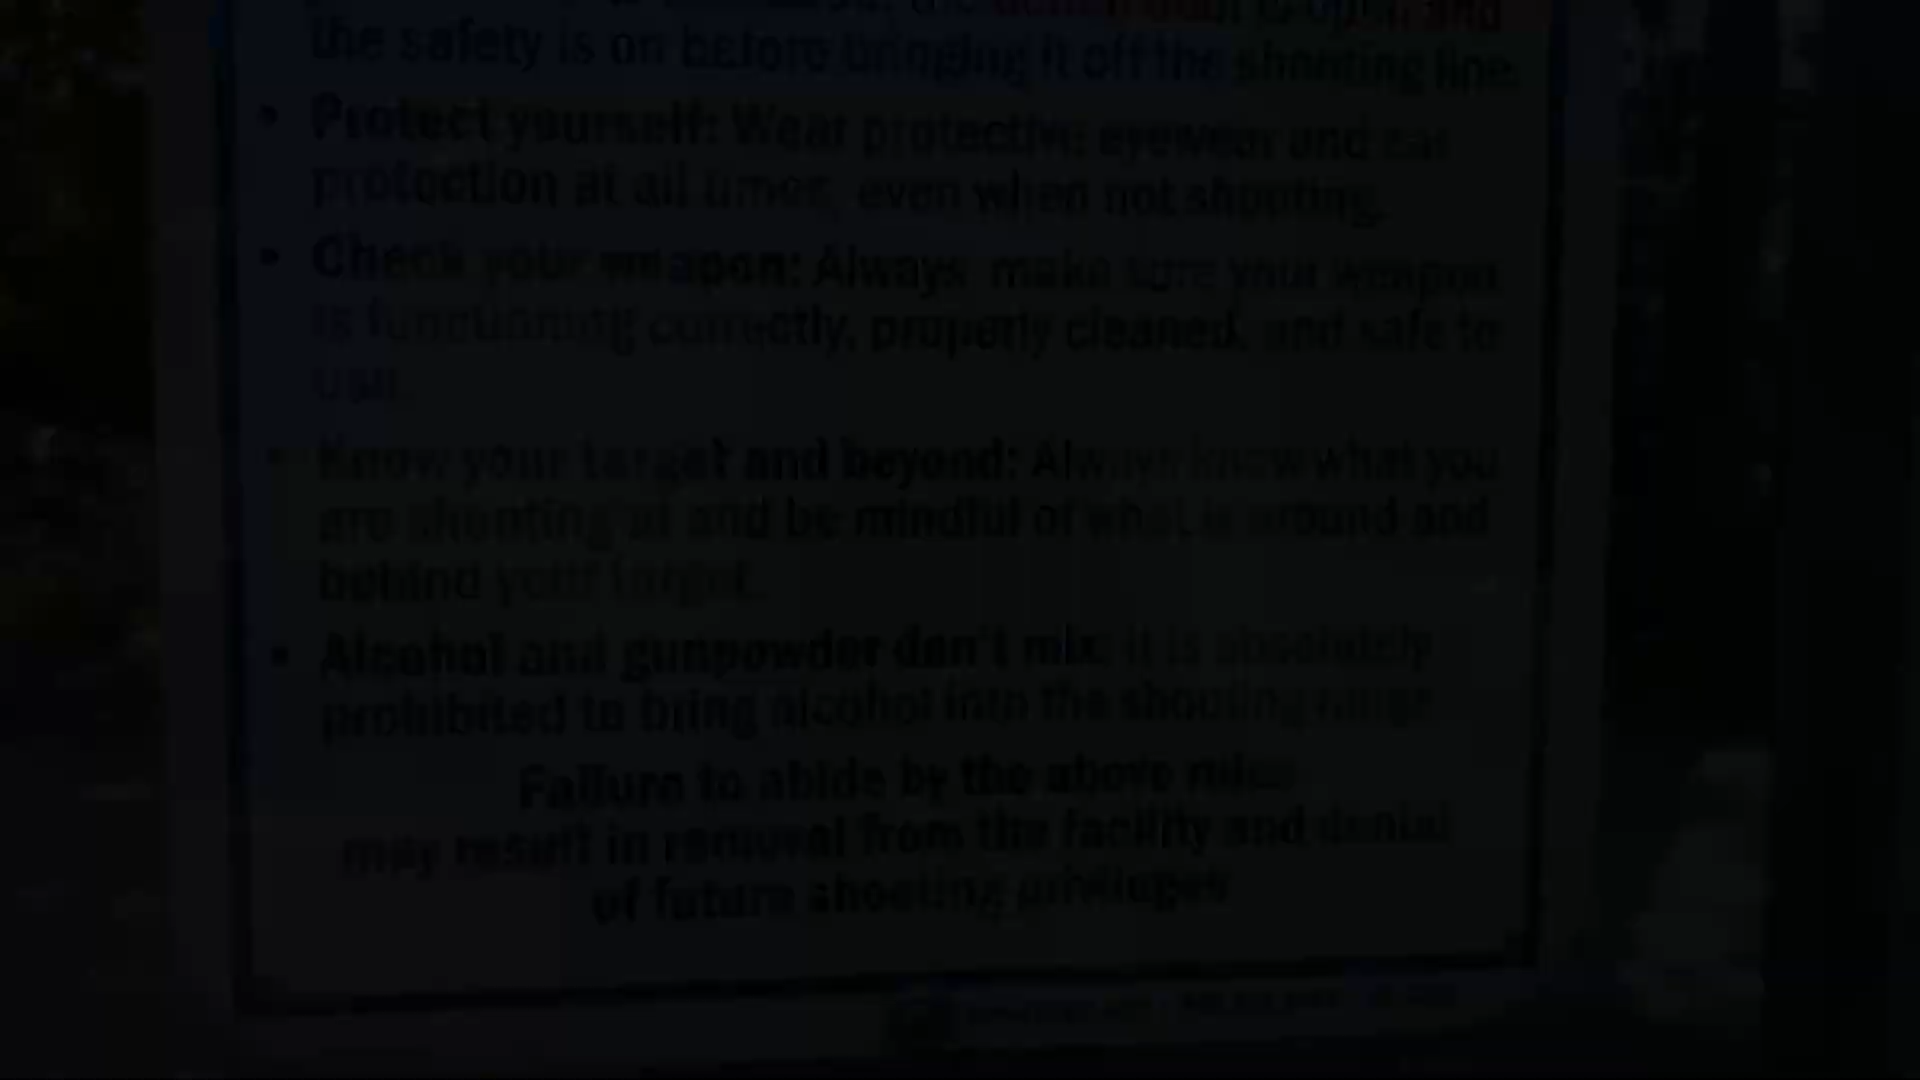 the safety is on before bringing it off the shooting line.
• Protect yourself: Wear protective eyewear and ear
protection at all times, even when not shooting.
• Check your weapon: Always make sure your weapon
is functioning correctly, properly cleaned, and safe to
use.
• Know your target and beyond: Always know what you
are shooting at and be mindful of what is around and
behind your target.
• Alcohol and gunpowder don't mix: it is absolutely
prohibited to bring alcohol into the shooting range
Failure to abide by the above rules
may result in removal from the facility and denial
of future shooting privileges